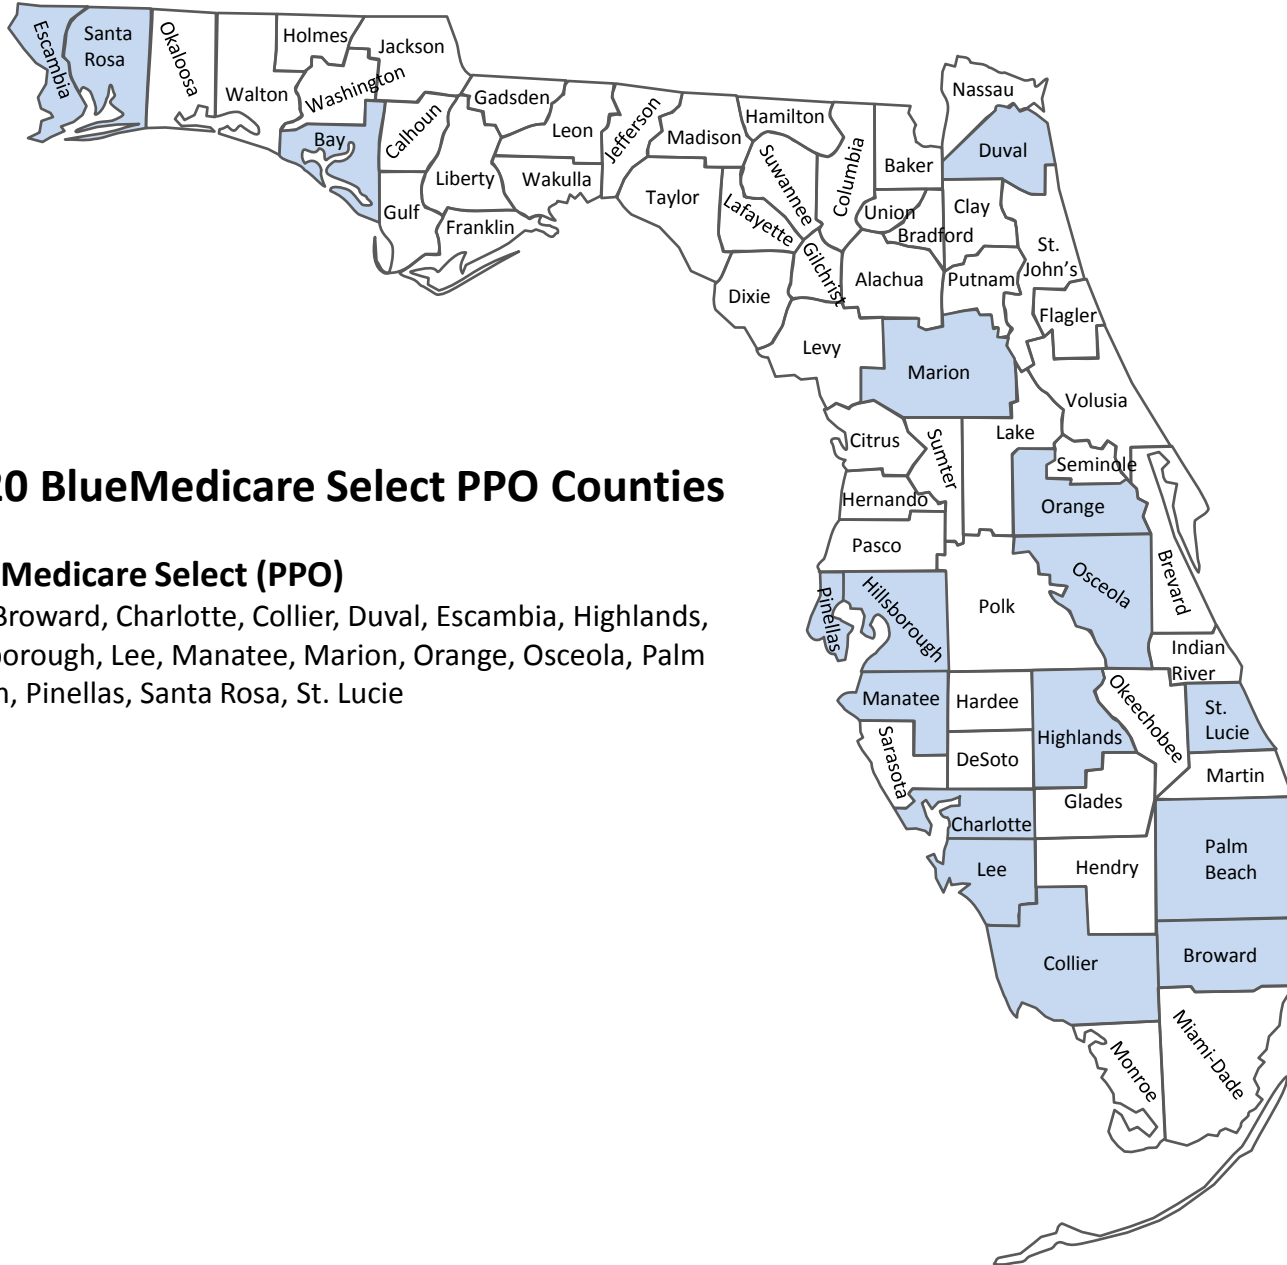 Escambia
Santa
Rosa
Okaloosa
Walton
Holmes
Jackson
Washington
Bay
Calhoun
Gulf
Liberty
Gadsden
Leon
Wakulla
Franklin
Jefferson
Madison
Taylor
Hamilton
Suwannee
Lafayette
Dixie
Columbia
Gilchrist
Baker
Union
Bradford
Alachua
Nassau
Duval
Clay
Putnam
St.
John's
Flagler
Levy
Marion
Volusia
Citrus
Sumter
Lake
Seminole
Hernando
Orange
20 BlueMedicare Select PPO Counties
Pasco
Medicare Select (PPO)
Broward, Charlotte, Collier, Duval, Escambia, Highlands,
borough, Lee, Manatee, Marion, Orange, Osceola, Palm
h, Pinellas, Santa Rosa, St. Lucie
Pinellas
Hillsborough
Polk
Osceola
Brevard
Indian
River
Manatee
Hardee
Highlands
Okeechobee
St.
Lucie
Sarasota
DeSoto
Martin
Charlotte
Glades
Lee
Hendry
Palm
Beach
Collier
Broward
Monroe
Miami-Dade